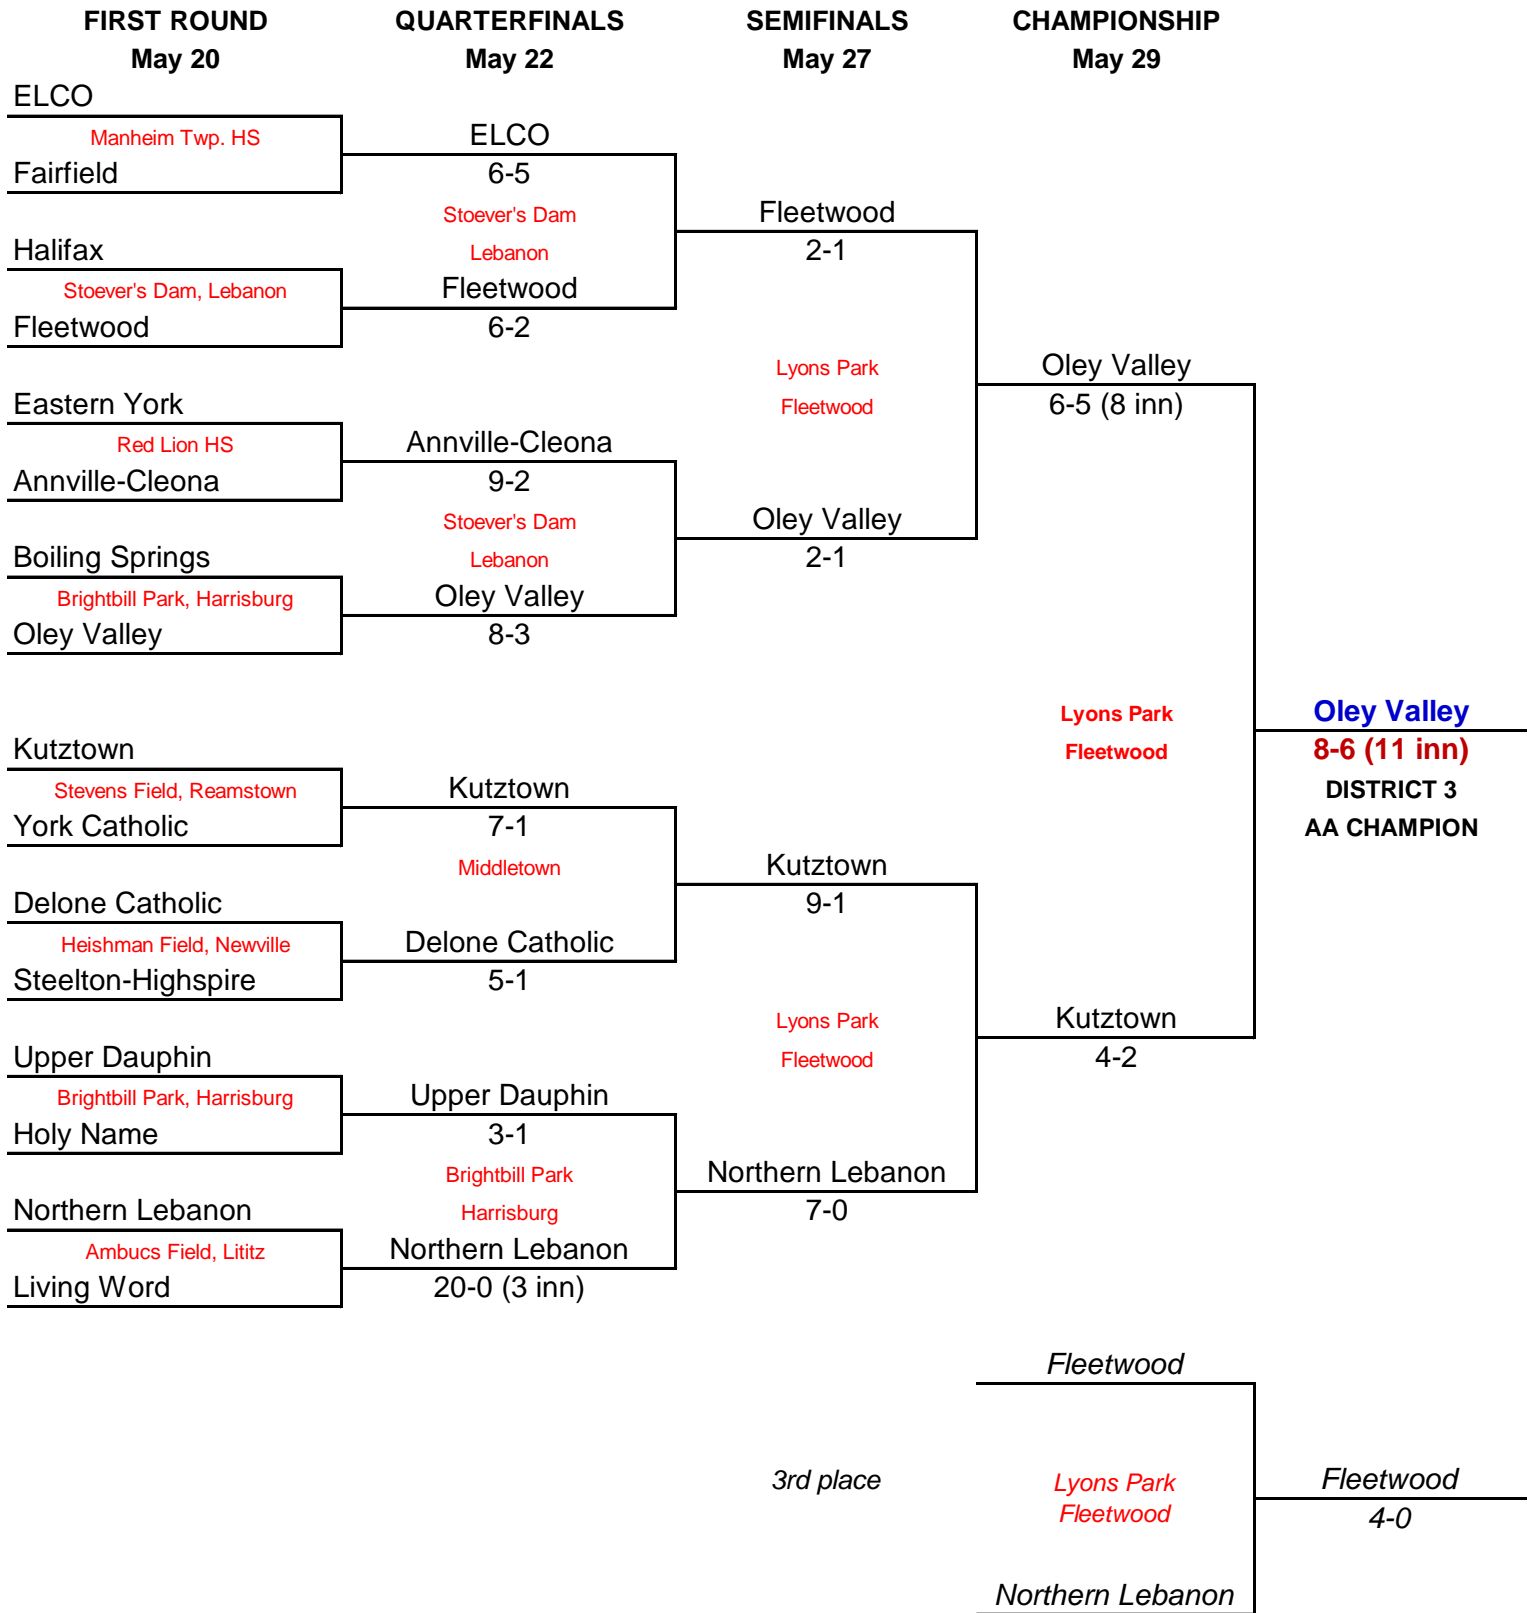 FIRST ROUND QUARTERFINALS SEMIFINALS CHAMPIONSHIP
May 20 May 22 May 27 May 29
ELCO
Manheim Twp. HS
ELCO
Fairfield
6-5
Stoever's Dam
Fleetwood
Halifax
Lebanon
2-1
Stoever's Dam, Lebanon
Fleetwood
Fleetwood
6-2
Lyons Park
Oley Valley
Eastern York
Fleetwood
6-5 (8 inn)
Red Lion HS
Annville-Cleona
Annville-Cleona
9-2
Stoever's Dam
Oley Valley
Boiling Springs
Lebanon
2-1
Brightbill Park, Harrisburg
Oley Valley
Oley Valley
8-3
Lyons Park
Oley Valley
Kutztown
Fleetwood
8-6 (11 inn)
Stevens Field, Reamstown
Kutztown
DISTRICT 3
York Catholic
7-1
AA CHAMPION
Middletown
Kutztown
Delone Catholic
9-1
Heishman Field, Newville
Delone Catholic
Steelton-Highspire
5-1
Lyons Park
Kutztown
Upper Dauphin
Fleetwood
4-2
Brightbill Park, Harrisburg
Upper Dauphin
Holy Name
3-1
Brightbill Park
Northern Lebanon
Northern Lebanon
Harrisburg
7-0
Ambucs Field, Lititz
Northern Lebanon
Living Word
20-0 (3 inn)
Fleetwood
3rd place
Lyons Park
Fleetwood
Fleetwood
4-0
Northern Lebanon